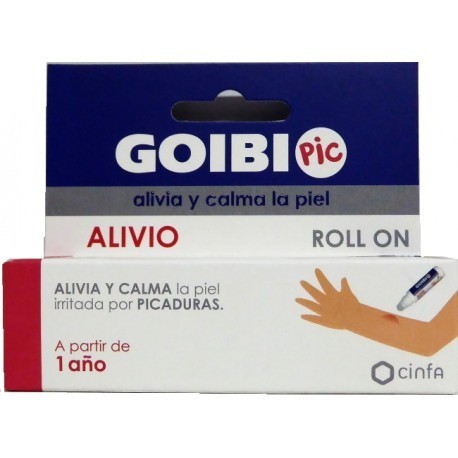 GOIBI Pic
alivia y calma la piel
ALIVIO ROLL ON
ALIVIA Y CALMA la piel
irritada por PICADURAS.
A partir de
1 año
GOIBI
cinfa